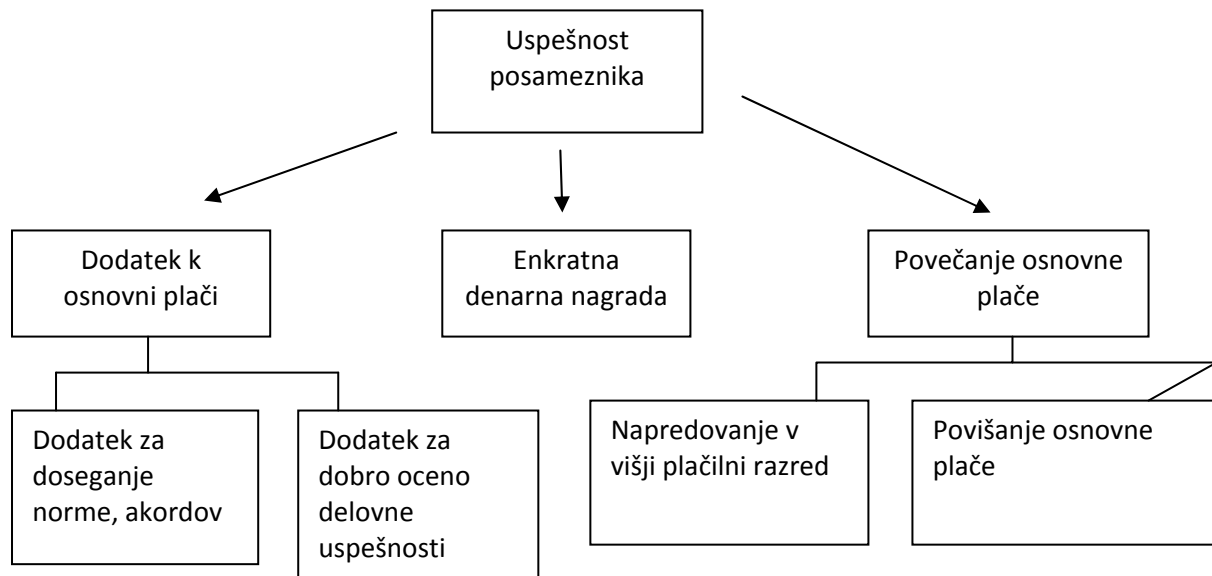 Uspešnost
posameznika
Dodatek k
osnovni plači
Enkratna
denarna nagrada
Povečanje osnovne
plače
Dodatek za
doseganje
norme, akordov
Dodatek za
dobro oceno
delovne
uspešnosti
Napredovanje v
višji plačilni razred
Povišanje osnovne
plače